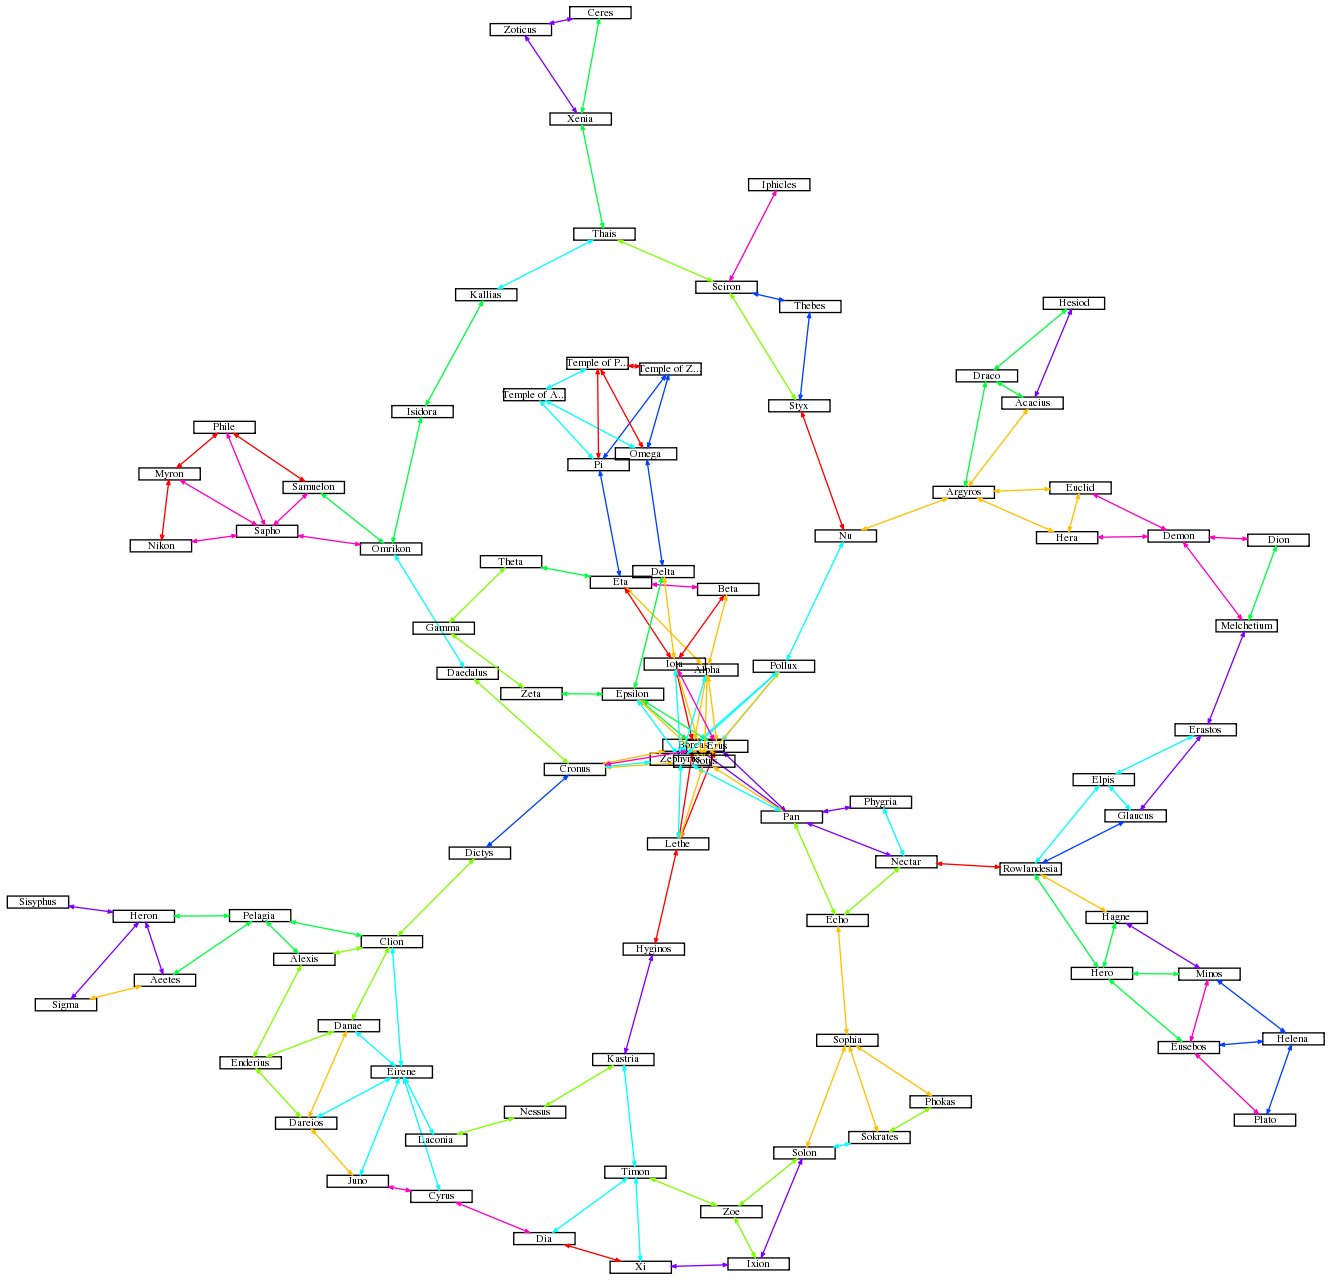 Ceres
Zoticus
Xenia
Iphicles
Thais
Sciron
Kallias
Hesiod
Thebes
Temple of P...
Temple of Z...
Draco
Temple of A...
Acacius
Styx
Isidora
Phile
Omega
Pi
Myron
Samuelon
Euclid
Argyros
Sapho
Nu
Demon
Hera
Dion
Nikon
Omrikon
Theta
Delta
Eta
Beta
Gamma
Melchetium
Iota
Alpha
Pollux
Daedalus
Zeta
Epsilon
Erastos
Boreas
Zephyrus
Cronus
Elpis
Phygria
Glaucus
Pan
Lethe
Dictys
Nectar
Rowlandesia
Sisyphus
Heron
Pelagia
Hagne
Echo
Clion
Hyginos
Alexis
Hero
Minos
Aeetes
Sigma
Danae
Sophia
Helena
Eusebos
Kastria
Enderius
Eirene
Phokas
Nessus
Dareios
Plato
Laconia
Sokrates
Solon
Timon
Juno
Cyrus
Zoe
Dia
Ixion
Xi